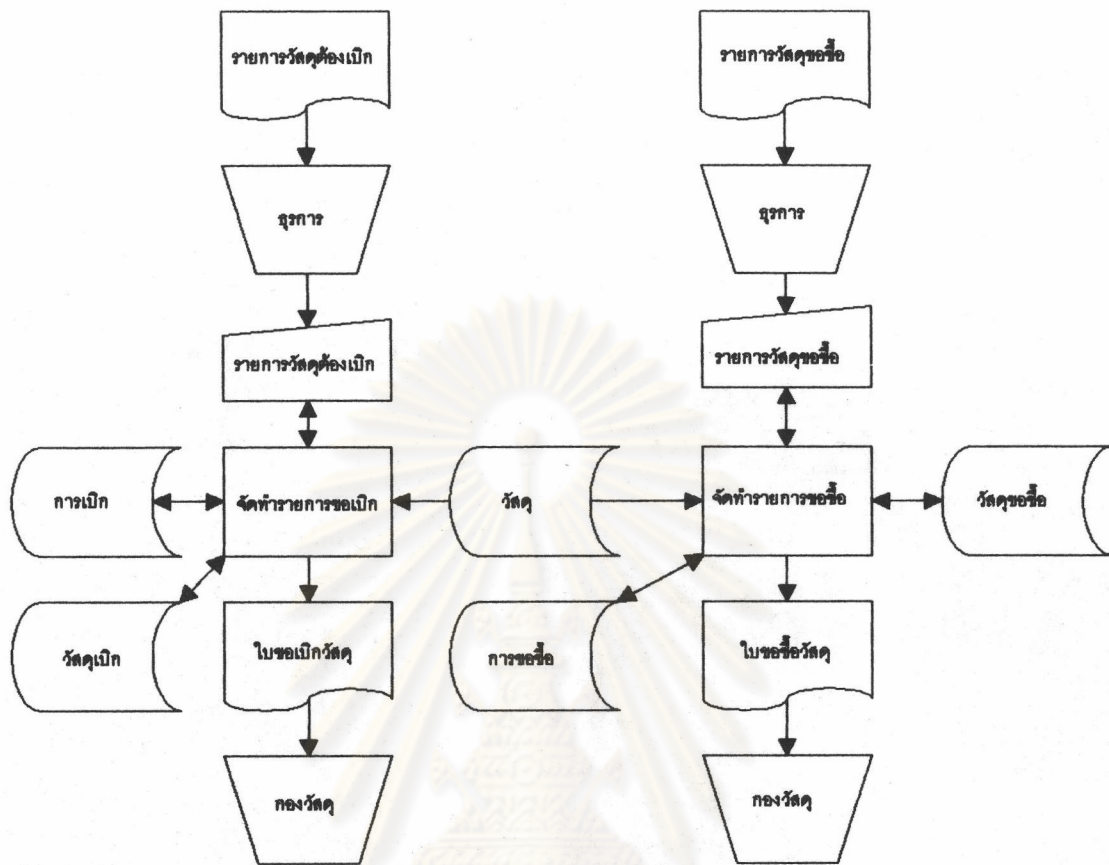 รายการวัสดุต้องเบิก
รายการวัสดุขอซื้อ
ธุรการ
ธุรการ
รายการวัสดุต้องเบิก
รายการวัสดุขอซื้อ
การเบิก
จัดทำรายการขอเบิก
วัสดุ
จัดทำรายการขอซื้อ
วัสดุขอซื้อ
วัสดุเบิก
ใบขอเบิกวัสดุ
การขอซื้อ
ใบขอซื้อวัสดุ
กองวัสดุ
กองวัสดุ